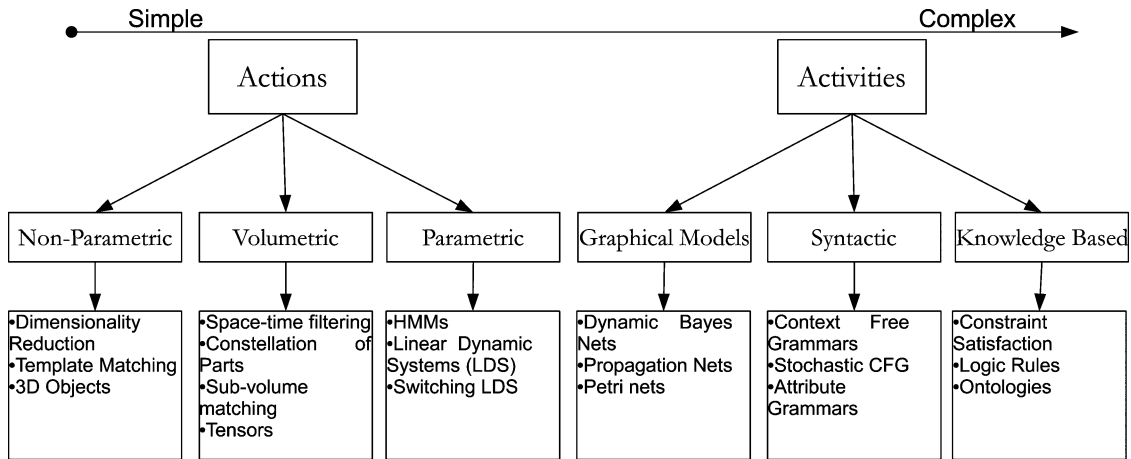 Simple
Complex
Actions
Activities
Non-Parametric
Volumetric
Parametric
Graphical Models
Syntactic
Knowledge Based
•Dimensionality
Reduction
•Template Matching
•3D Objects
•Space-time filtering
•Constellation of
Parts
•Sub-volume
matching
•Tensors
•HMMs
•Linear Dynamic
Systems (LDS)
•Switching LDS
•Dynamic Bayes
Nets
•Propagation Nets
•Petri nets
•Context Free
Grammars
•Stochastic CFG
•Attribute
Grammars
•Constraint
Satisfaction
•Logic Rules
•Ontologies